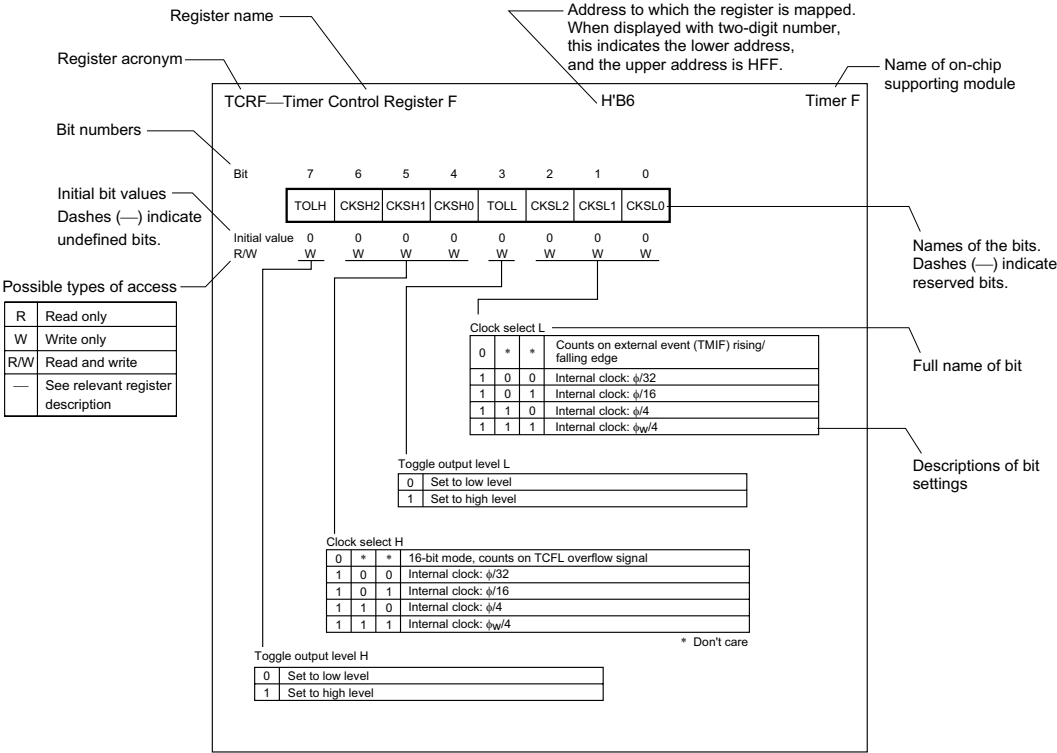 Register name
Address to which the register is mapped.
When displayed with two-digit number,
this indicates the lower address,
and the upper address is HFF.
Register acronym
Name of on-chip
supporting module
TCRF—Timer Control Register F
H'B6
Timer F
Bit numbers
Bit 7 6 5 4 3 2 1 0
Initial bit values
Dashes (—) indicate
undefined bits.
TOLH CKSH2 CKSH1 CKSH0 TOLL CKSL2 CKSL1 CKSL0
Initial value 0 0 0 0 0 0 0 0
R/W W W W W W W W W
Names of the bits.
Dashes (—) indicate
reserved bits.
Possible types of access
R Read only
W Write only
R/W Read and write
— See relevant register
description
Clock select L
0 * * Counts on external event (TMIF) rising/
falling edge
1 0 0 Internal clock: ϕ/32
1 0 1 Internal clock: ϕ/16
1 1 0 Internal clock: ϕ/4
1 1 1 Internal clock: ϕw/4
Full name of bit
Descriptions of bit
settings
Toggle output level L
0 Set to low level
1 Set to high level
Clock select H
0 * * 16-bit mode, counts on TCFL overflow signal
1 0 0 Internal clock: ϕ/32
1 0 1 Internal clock: ϕ/16
1 1 0 Internal clock: ϕ/4
1 1 1 Internal clock: ϕw/4
* Don't care
Toggle output level H
0 Set to low level
1 Set to high level